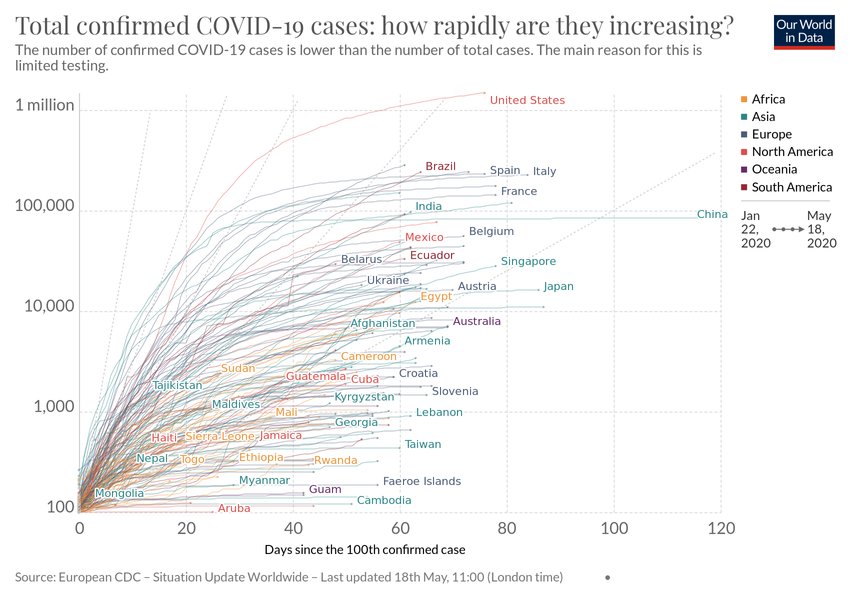 Total confirmed COVID-19 cases: how rapidly are they increasing?
Our World
in Data
The number of confirmed COVID-19 cases is lower than the number of total cases. The main reason for this is
limited testing.
1 million
100,000
10,000
1,000
100
0
20
40
60
80
100
120
Days since the 100th confirmed case
United States
Brazil
Spain
Italy
France
India
China
Mexico
Belgium
Belarus
Ecuador
Singapore
Ukraine
Austria
Japan
Egypt
Afghanistan
Australia
Armenia
Cameroon
Sudan
Guatemala
Cuba
Croatia
Tajikistan
Slovenia
Kyrgyzstan
Maldives
Mali
Lebanon
Georgia
Haiti
Sierra Leone
Jamaica
Taiwan
Nepal
Togo
Ethiopia
Rwanda
Myanmar
Faeroe Islands
Mongolia
Guam
Cambodia
Aruba
Africa
Asia
Europe
North America
Oceania
South America
Jan
22,
2020
May
18,
2020
Source: European CDC – Situation Update Worldwide – Last updated 18th May, 11:00 (London time)